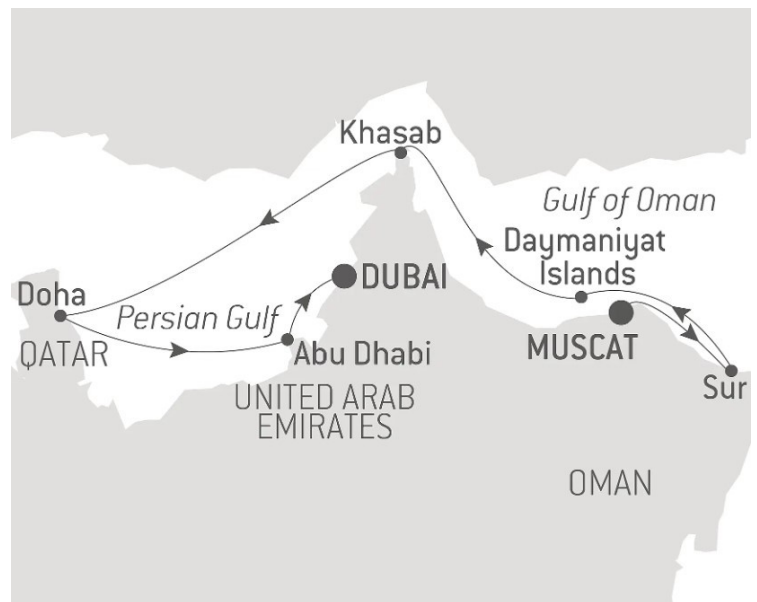 Khasab
Gulf of Oman
Daymaniyat
Islands
DUBAI
Doha
Persian Gulf
QATAR
Abu Dhabi
MUSCAT
Sur
UNITED ARAB
EMIRATES
OMAN